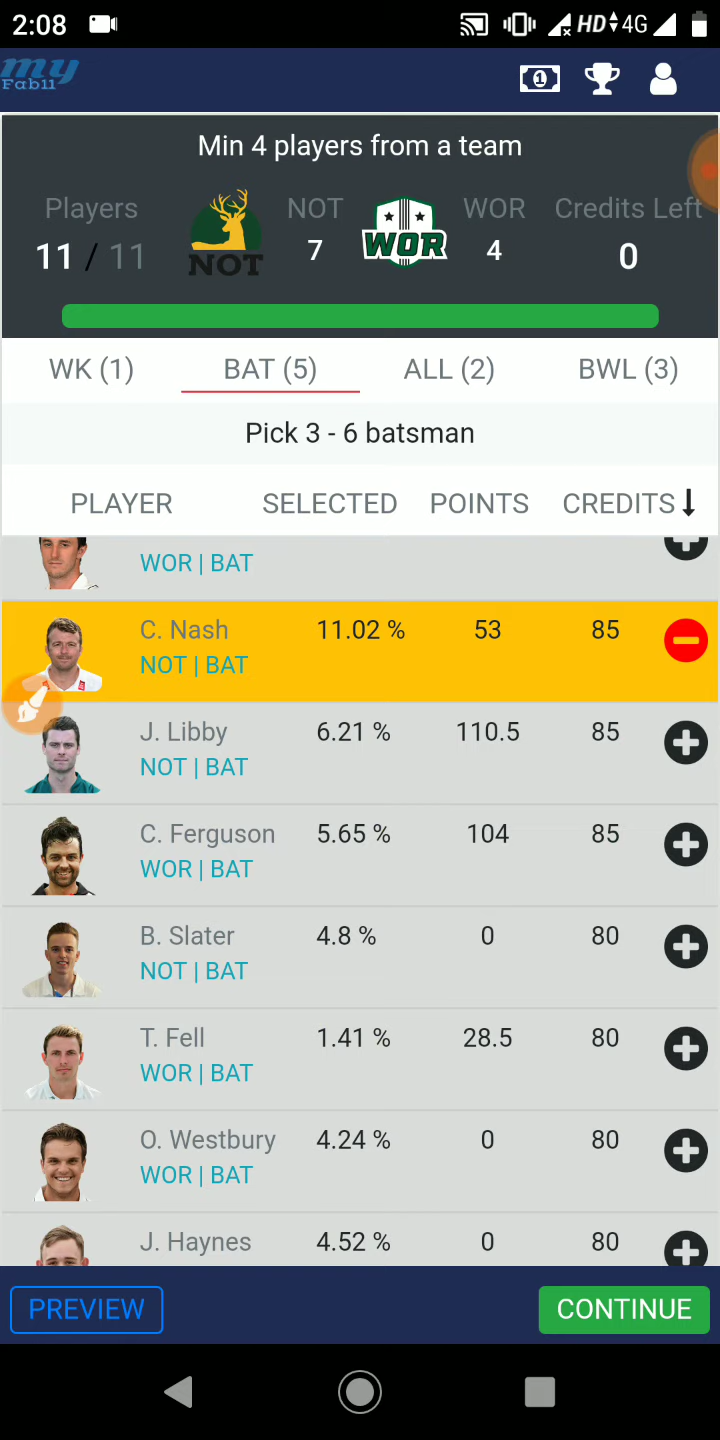 2:08 HD 4G
my
Fab11
1
Min 4 players from a team
Players NOT WOR Credits Left
11 / 11 NOT 7 WOR 4 0
WK (1) BAT (5) ALL (2) BWL (3)
Pick 3 - 6 batsman
PLAYER SELECTED POINTS CREDITS
WOR | BAT
C. Nash 11.02 % 53 85
NOT | BAT
J. Libby 6.21 % 110.5 85
NOT | BAT
C. Ferguson 5.65 % 104 85
WOR | BAT
B. Slater 4.8 % 0 80
NOT | BAT
T. Fell 1.41 % 28.5 80
WOR | BAT
O. Westbury 4.24 % 0 80
WOR | BAT
J. Haynes 4.52 % 0 80
PREVIEW CONTINUE